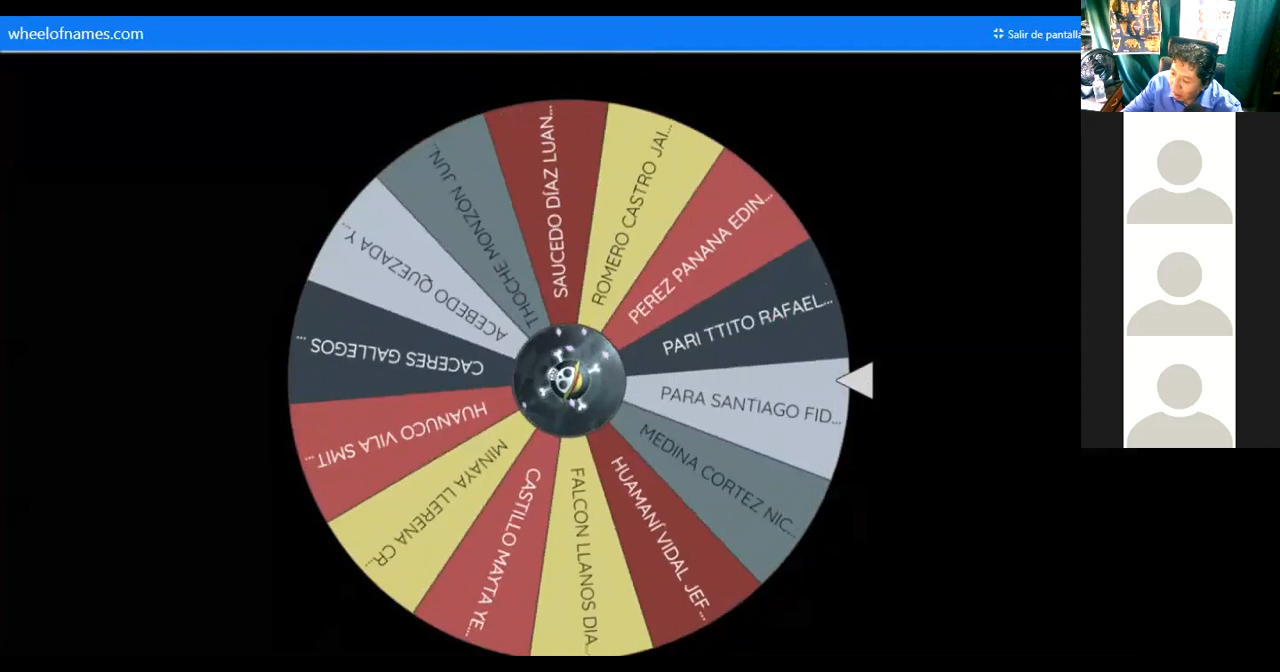 wheelofnames.com
Salir de pantalla
SAUCEDO DÍAZ LUAN...
ROMERO CASTRO JAI...
PEREZ PANANA EDIN...
PARI TTITO RAFAEL...
PARA SANTIAGO FID...
MEDINA CORTEZ NIC...
HUAMANÍ VIDAL JEF...
FALCON LLANOS DIA...
CASTILLO MAYTA YE...
MINAYA LLERENA CR...
HUANUCO VILA SMIT...
CACERES GALLEGOS ...
ACEBEDO QUEZADA Y...
THOCHE MONZÓN JUN...